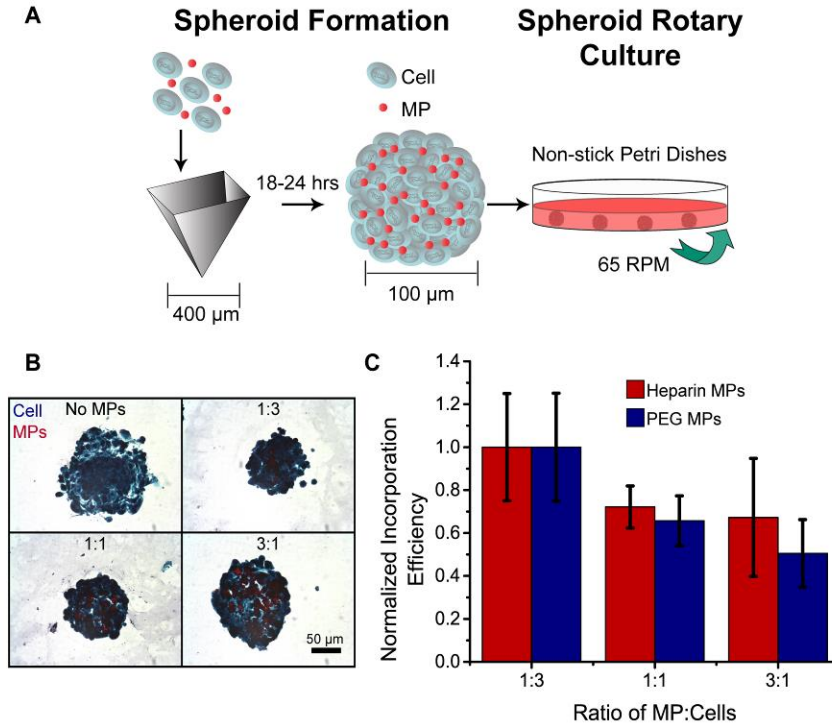 A
Spheroid Formation
Spheroid Rotary
Culture
Cell
MP
Non-stick Petri Dishes
18-24 hrs
65 RPM
400 µm
100 µm
B
Cell
MPs
No MPs
1:3
1:1
3:1
50 µm
C
Normalized Incorporation
Efficiency
1.4
1.2
1.0
0.8
0.6
0.4
0.2
0.0
Heparin MPs
PEG MPs
1:3
1:1
3:1
Ratio of MP:Cells